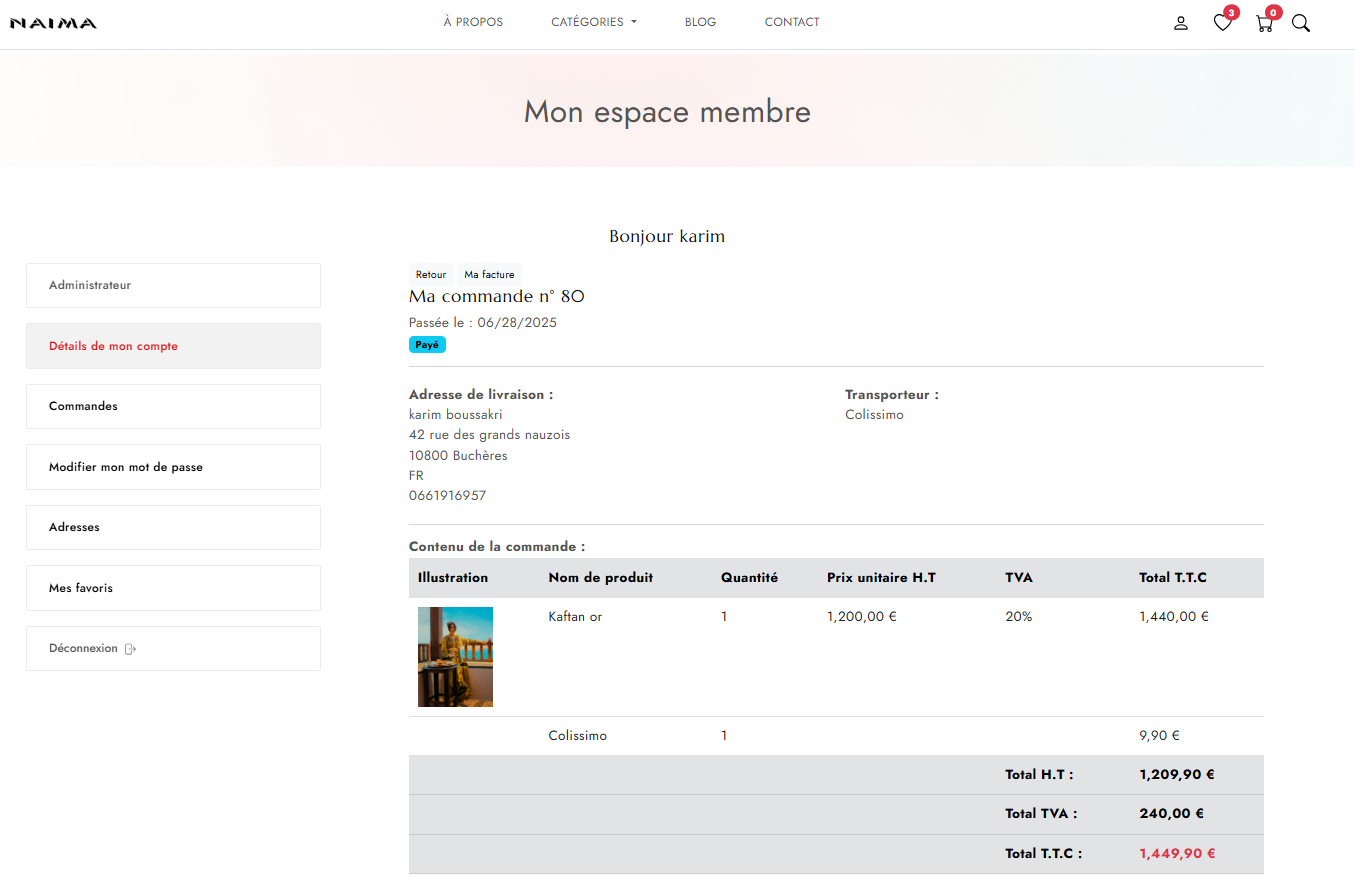 NAIMA
À PROPOS
CATÉGORIES
BLOG
CONTACT
3
0
Mon espace membre
Bonjour karim
Administrateur
Détails de mon compte
Commandes
Modifier mon mot de passe
Adresses
Mes favoris
Déconnexion
Retour Ma facture
Ma commande n° 80
Passée le : 06/28/2025
Payé
Adresse de livraison :
karim boussakri
42 rue des grands nauzois
10800 Buchères
FR
0661916957
Transporteur :
Colissimo
Contenu de la commande :
Illustration Nom de produit Quantité Prix unitaire H.T TVA Total T.T.C
Kaftan or 1 1,200,00 € 20% 1,440,00 €
Colissimo 1 9,90 €
Total H.T : 1,209,90 €
Total TVA : 240,00 €
Total T.T.C : 1,449,90 €